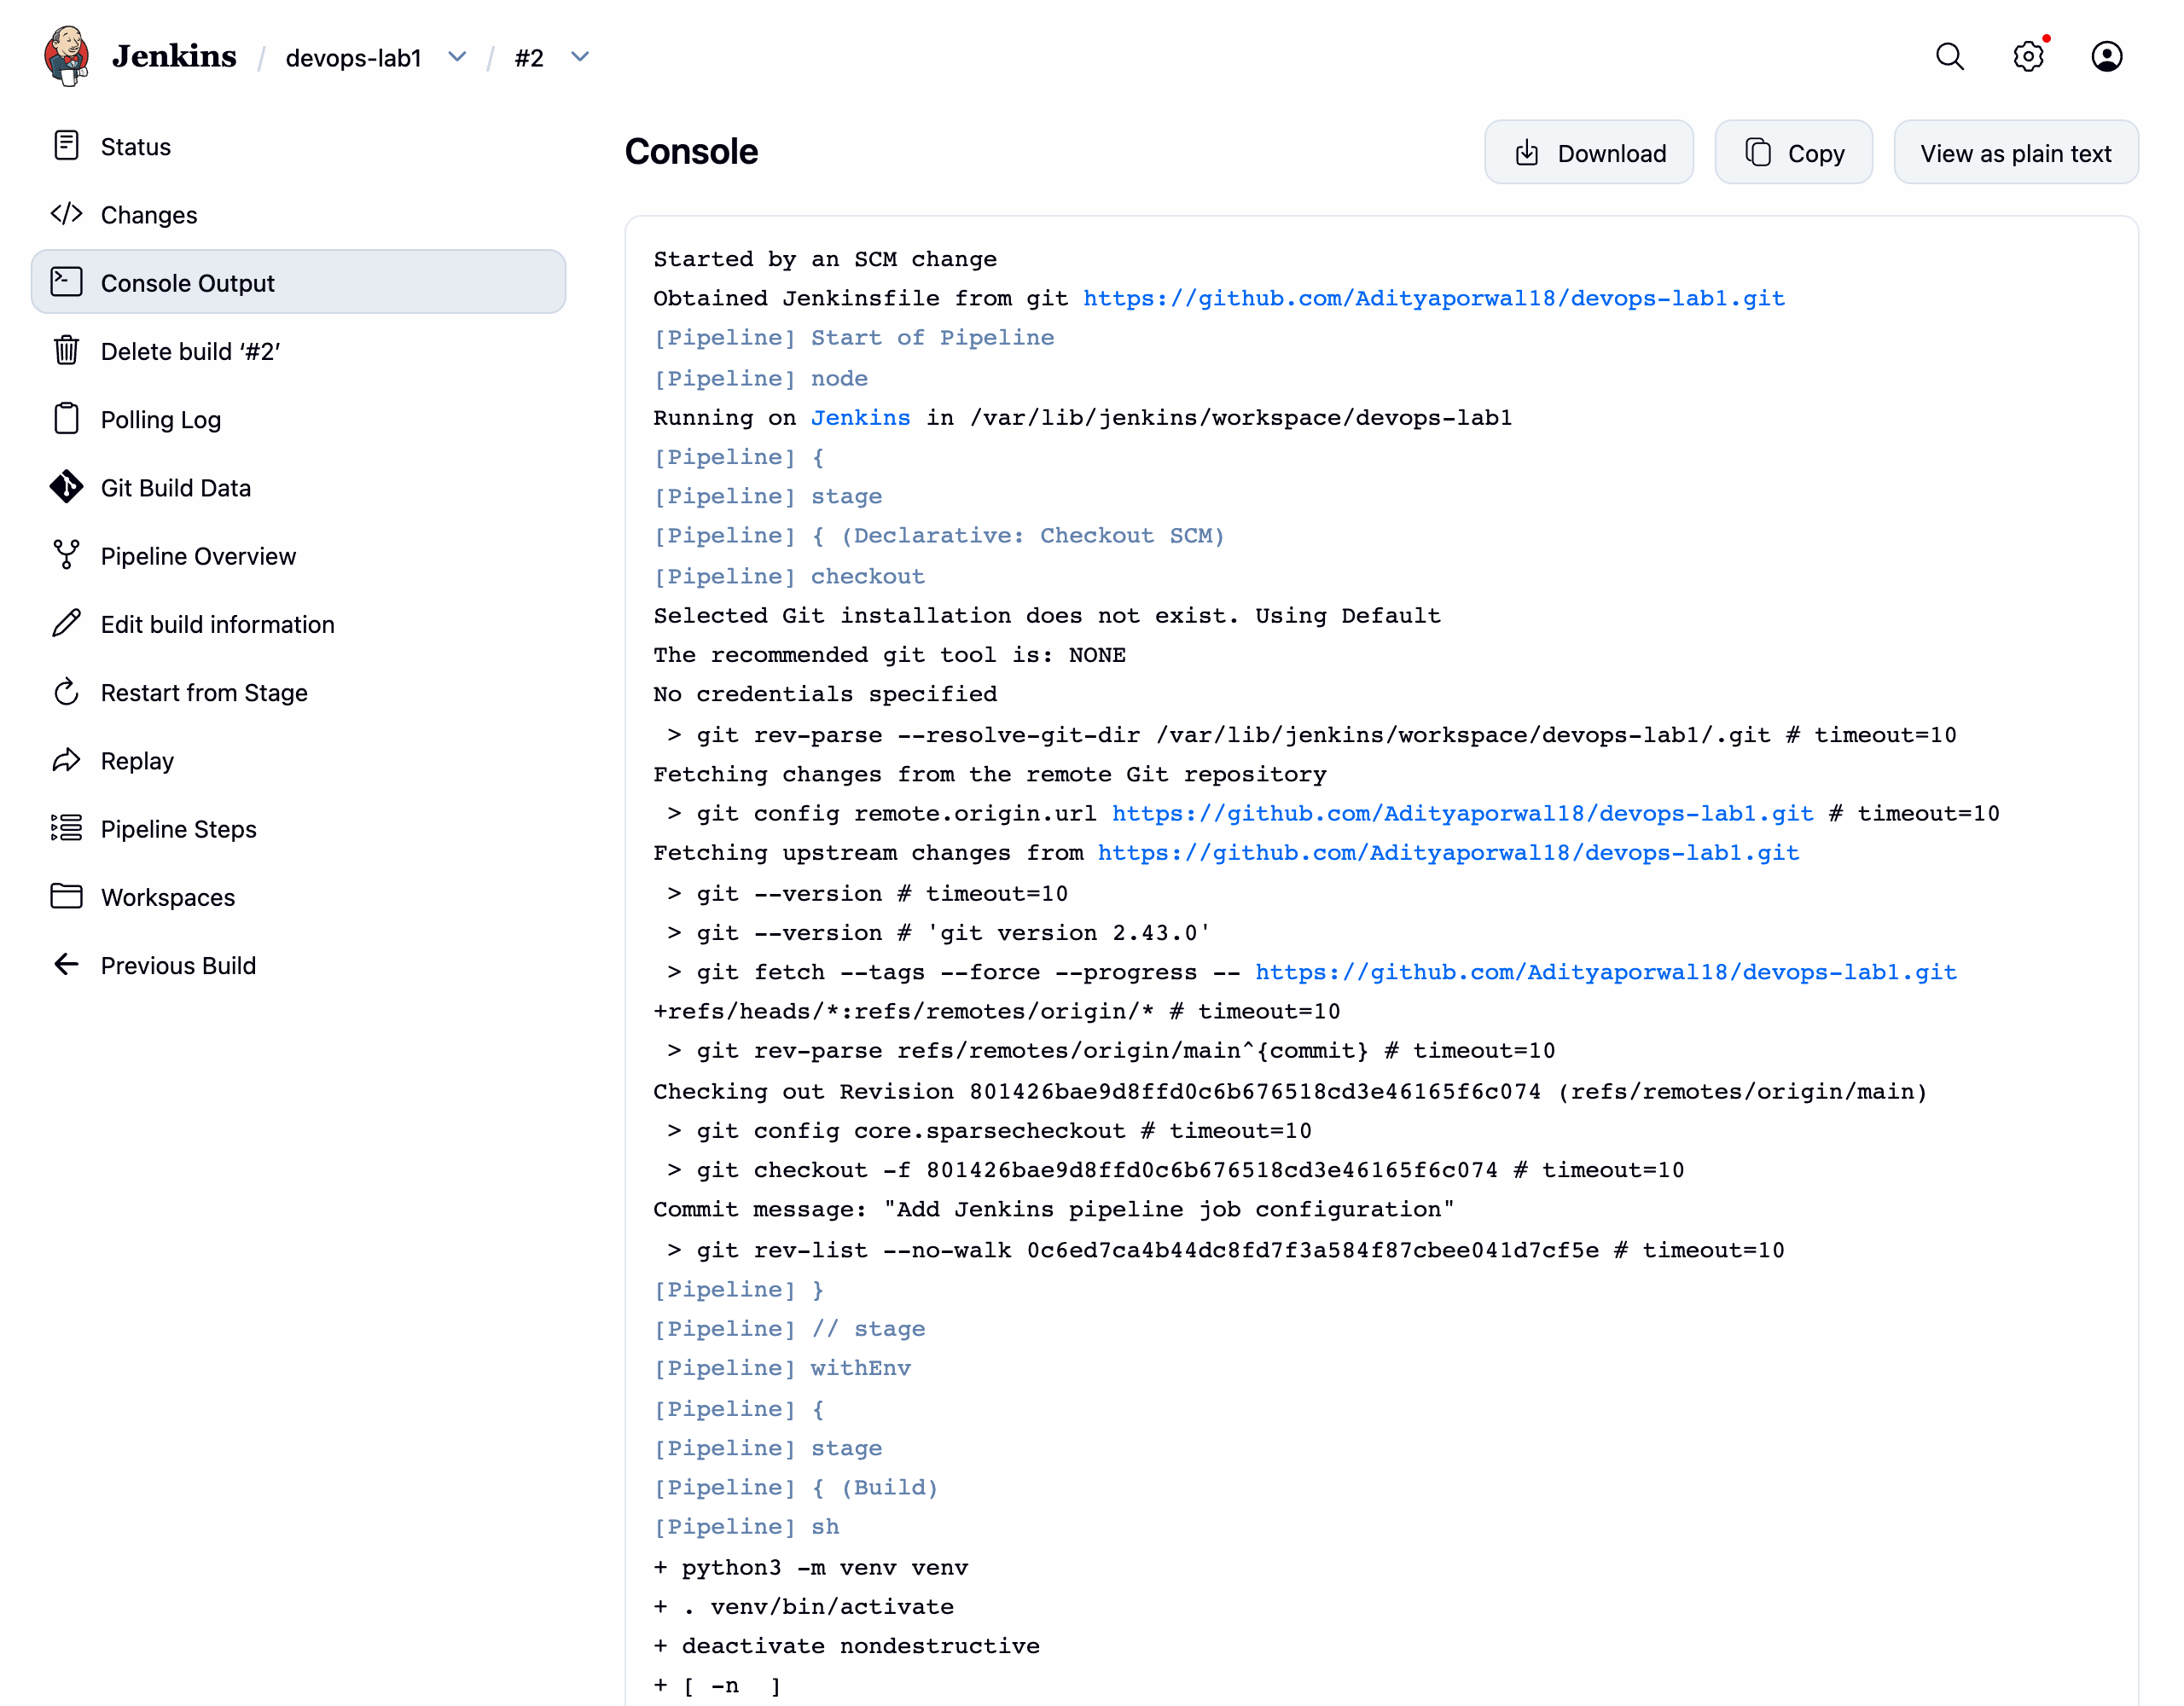 Jenkins / devops-lab1 / #2
Status
Changes
Console Output
Delete build ‘#2’
Polling Log
Git Build Data
Pipeline Overview
Edit build information
Restart from Stage
Replay
Pipeline Steps
Workspaces
Previous Build
Console
Download
Copy
View as plain text
Started by an SCM change
Obtained Jenkinsfile from git https://github.com/Adityaporwal18/devops-lab1.git
[Pipeline] Start of Pipeline
[Pipeline] node
Running on Jenkins in /var/lib/jenkins/workspace/devops-lab1
[Pipeline] {
[Pipeline] stage
[Pipeline] { (Declarative: Checkout SCM)
[Pipeline] checkout
Selected Git installation does not exist. Using Default
The recommended git tool is: NONE
No credentials specified
 > git rev-parse --resolve-git-dir /var/lib/jenkins/workspace/devops-lab1/.git # timeout=10
Fetching changes from the remote Git repository
 > git config remote.origin.url https://github.com/Adityaporwal18/devops-lab1.git # timeout=10
Fetching upstream changes from https://github.com/Adityaporwal18/devops-lab1.git
 > git --version # timeout=10
 > git --version # 'git version 2.43.0'
 > git fetch --tags --force --progress -- https://github.com/Adityaporwal18/devops-lab1.git
+refs/heads/*:refs/remotes/origin/* # timeout=10
 > git rev-parse refs/remotes/origin/main^{commit} # timeout=10
Checking out Revision 801426bae9d8ffd0c6b676518cd3e46165f6c074 (refs/remotes/origin/main)
 > git config core.sparsecheckout # timeout=10
 > git checkout -f 801426bae9d8ffd0c6b676518cd3e46165f6c074 # timeout=10
Commit message: "Add Jenkins pipeline job configuration"
 > git rev-list --no-walk 0c6ed7ca4b44dc8fd7f3a584f87cbee041d7cf5e # timeout=10
[Pipeline] }
[Pipeline] // stage
[Pipeline] withEnv
[Pipeline] {
[Pipeline] stage
[Pipeline] { (Build)
[Pipeline] sh
+ python3 -m venv venv
+ . venv/bin/activate
+ deactivate nondestructive
+ [ -n  ]